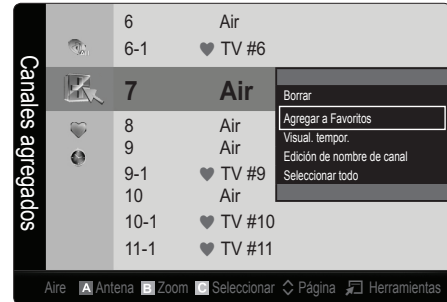 Canales agregados
6 Air
6-1 ♥ TV #6
7 Air
8 Air
9 Air
9-1 ♥ TV #9
10 Air
10-1 ♥ TV #10
11-1 ♥ TV #11
Borrar
Agregar a Favoritos
Visual. tempor.
Edición de nombre de canal
Seleccionar todo
Aire A Antena B Zoom C Seleccionar Página Herramientas